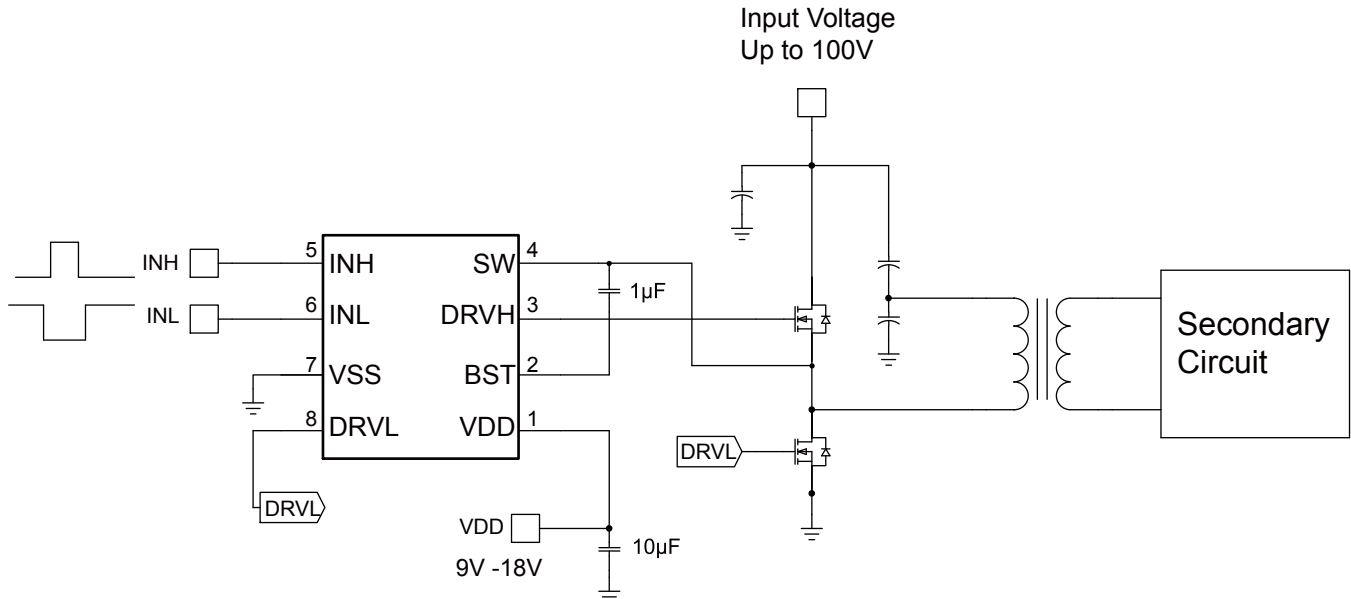 Input Voltage
Up to 100V
INH
5
INH
SW
4
1µF
INL
6
INL
DRVH
3
7
VSS
BST
2
8
DRVL
VDD
1
DRVL
DRVL
VDD
9V -18V
10µF
Secondary
Circuit